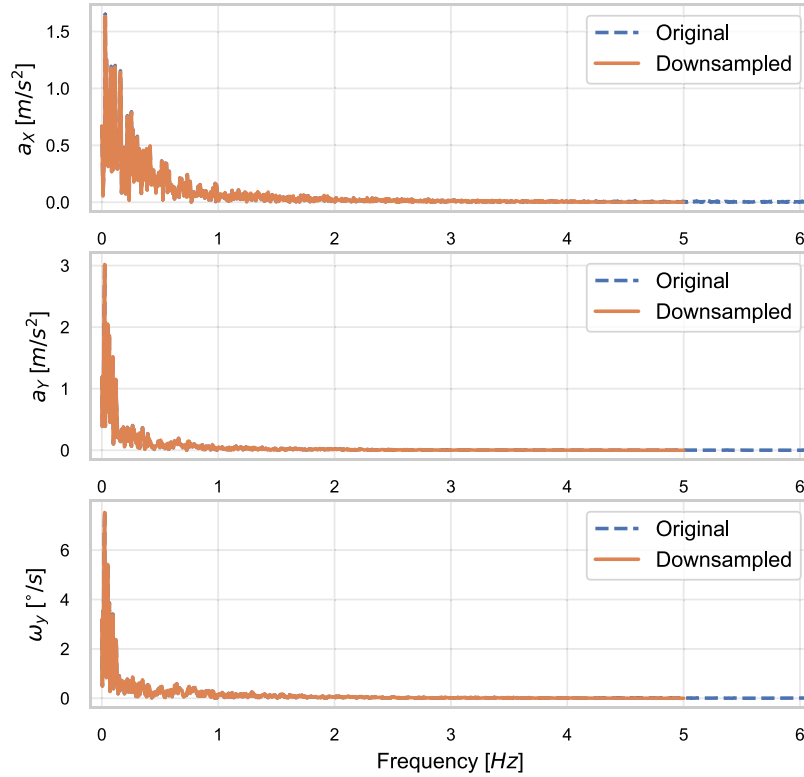 1.5
1.0
0.5
0.0
a_X [m/s²]
Original
Downsampled
0 1 2 3 4 5 6
3
2
1
0
a_Y [m/s²]
Original
Downsampled
0 1 2 3 4 5 6
6
4
2
0
ω_y [°/s]
Original
Downsampled
0 1 2 3 4 5 6
Frequency [Hz]